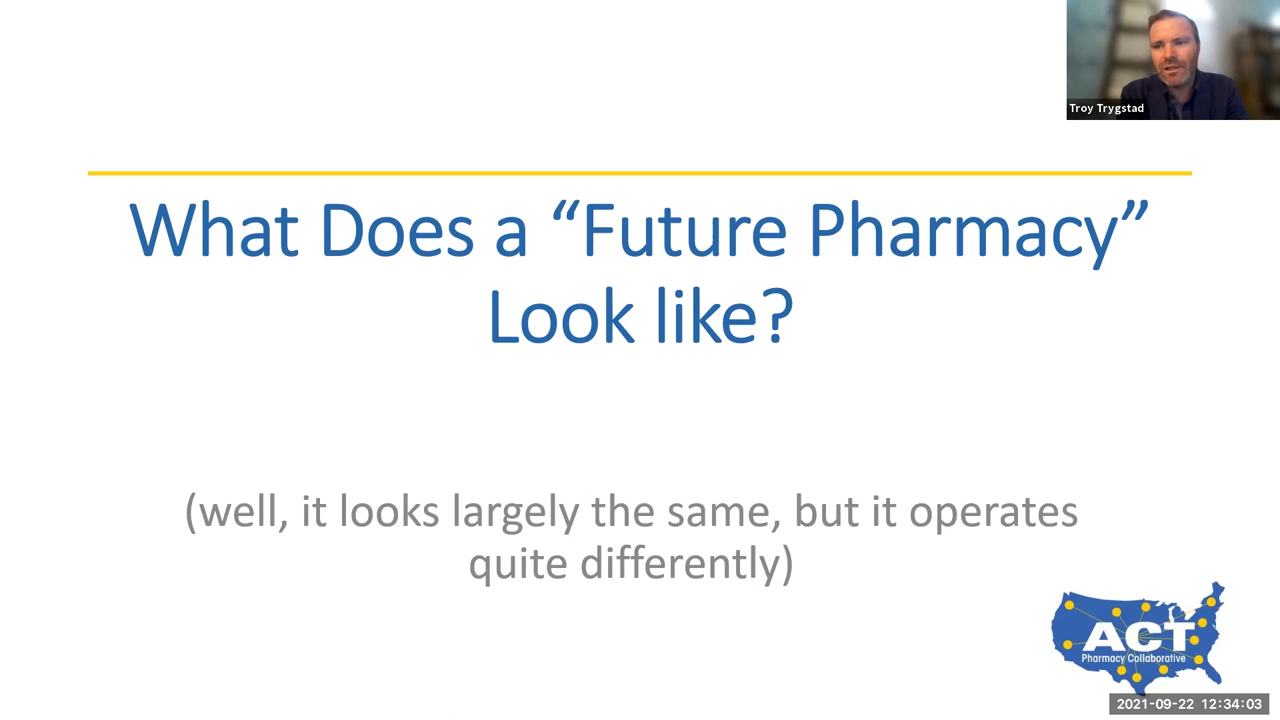 Troy Trygstad
What Does a “Future Pharmacy”
Look like?
(well, it looks largely the same, but it operates
quite differently)
ACT
Pharmacy Collaborative
2021-09-22 12:34:03